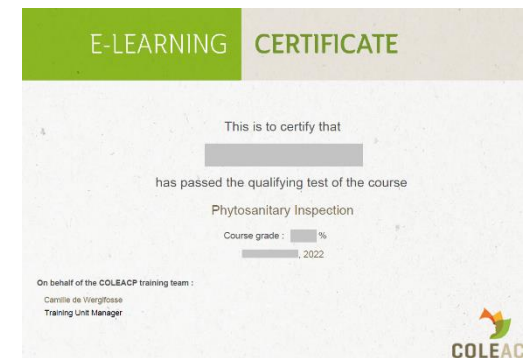 E-LEARNING CERTIFICATE
This is to certify that
has passed the qualifying test of the course
Phytosanitary Inspection
Course grade : %
, 2022
On behalf of the COLEACP training team :
Camille de Wergifosse
Training Unit Manager
COLEAC